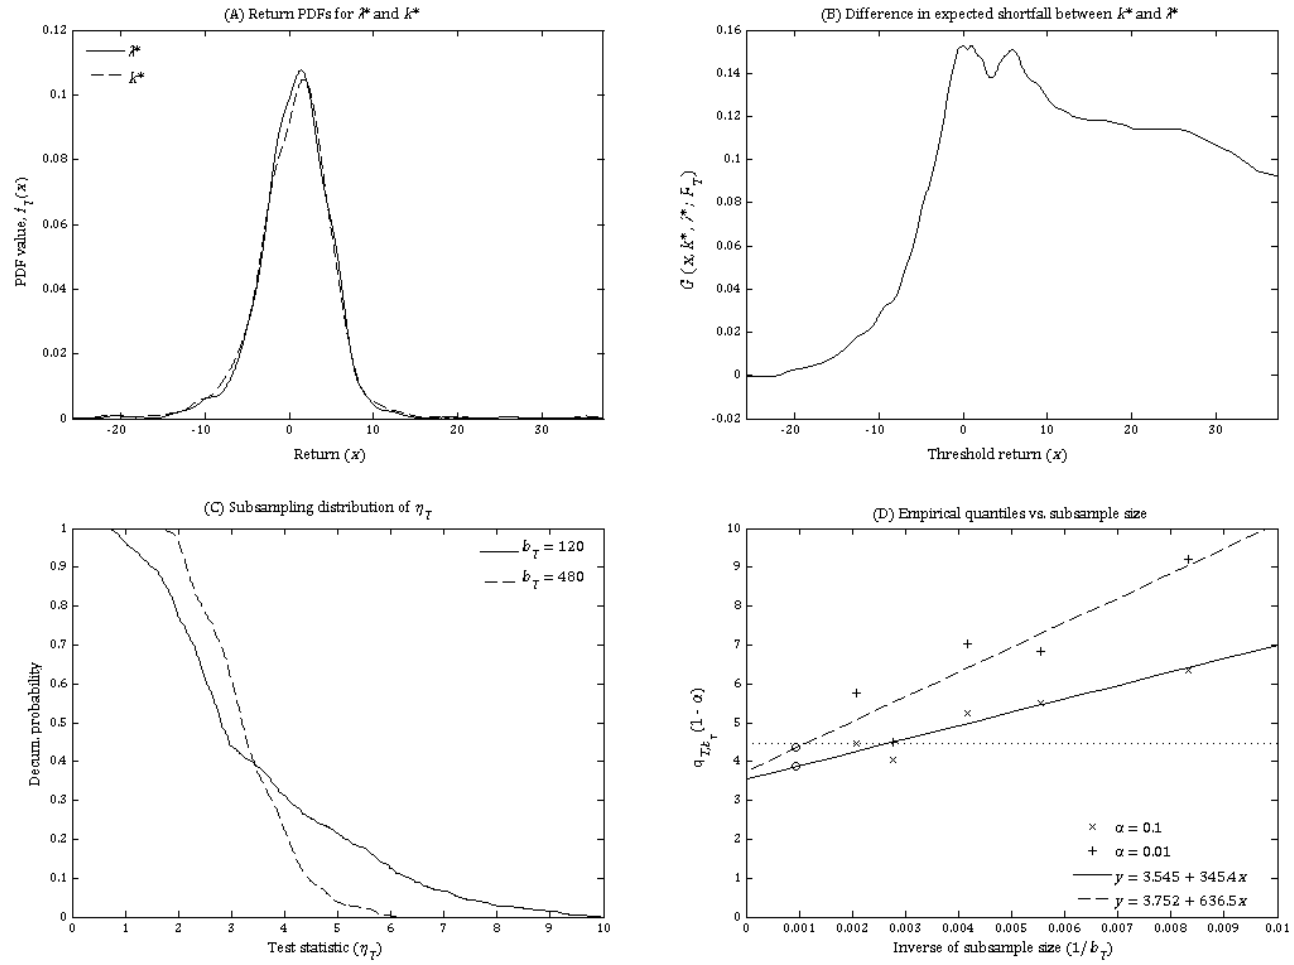 (A) Return PDFs for λ* and k*
0.12
0.1
0.08
0.06
0.04
0.02
0
PDF value, f_T(x)
λ*
k*
-20 -10 0 10 20 30
Return (x)
(B) Difference in expected shortfall between k* and λ*
0.16
0.14
0.12
0.1
0.08
0.06
0.04
0.02
0
-0.02
G (x, k*, λ*; F_T)
-20 -10 0 10 20 30
Threshold return (x)
(C) Subsampling distribution of η_T
1
0.9
0.8
0.7
0.6
0.5
0.4
0.3
0.2
0.1
0
Decum. probability
b_T = 120
b_T = 480
0 1 2 3 4 5 6 7 8 9 10
Test statistic (η_T)
(D) Empirical quantiles vs. subsample size
10
9
8
7
6
5
4
3
2
1
0
q_{T,b_T}(1 - α)
α = 0.1
α = 0.01
y = 3.545 + 345.4x
y = 3.752 + 636.5x
0 0.001 0.002 0.003 0.004 0.005 0.006 0.007 0.008 0.009 0.01
Inverse of subsample size (1/b_T)